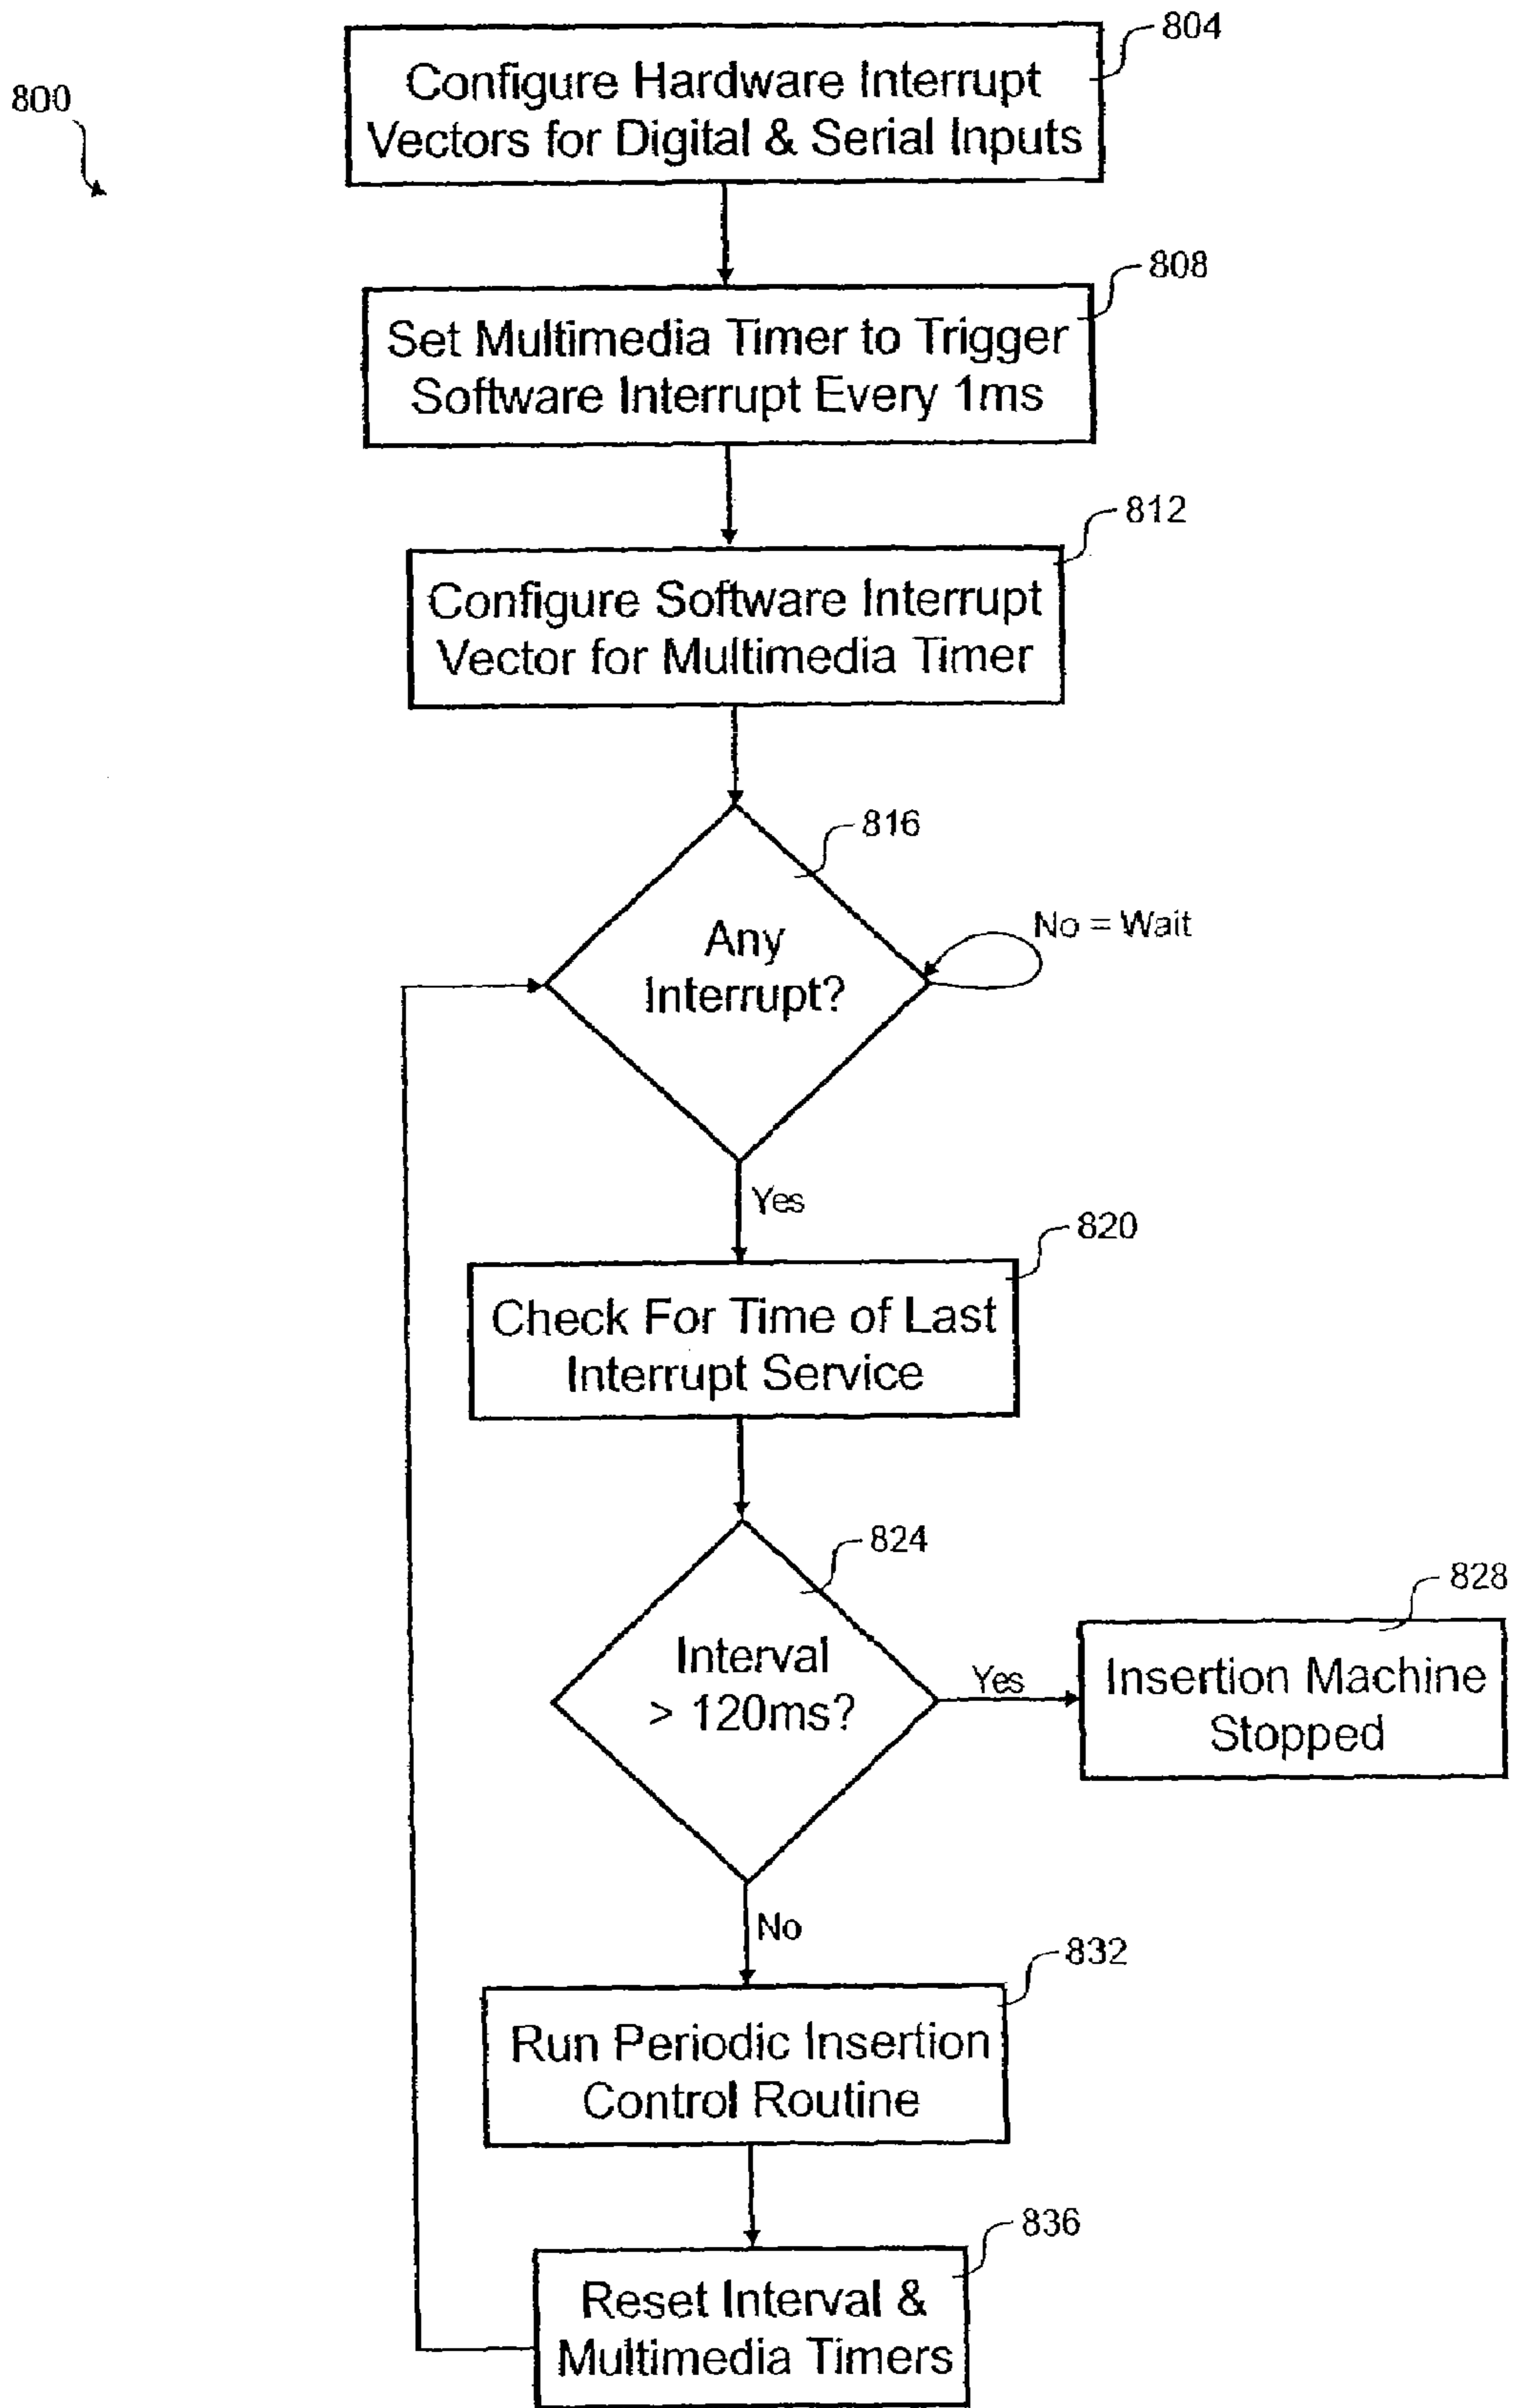 804
800
Configure Hardware Interrupt
Vectors for Digital & Serial Inputs
808
Set Multimedia Timer to Trigger
Software Interrupt Every 1ms
812
Configure Software Interrupt
Vector for Multimedia Timer
816
Any
Interrupt?
No = Wait
Yes
820
Check For Time of Last
Interrupt Service
824
828
Interval
> 120ms?
Yes
Insertion Machine
Stopped
No
832
Run Periodic Insertion
Control Routine
836
Reset Interval &
Multimedia Timers